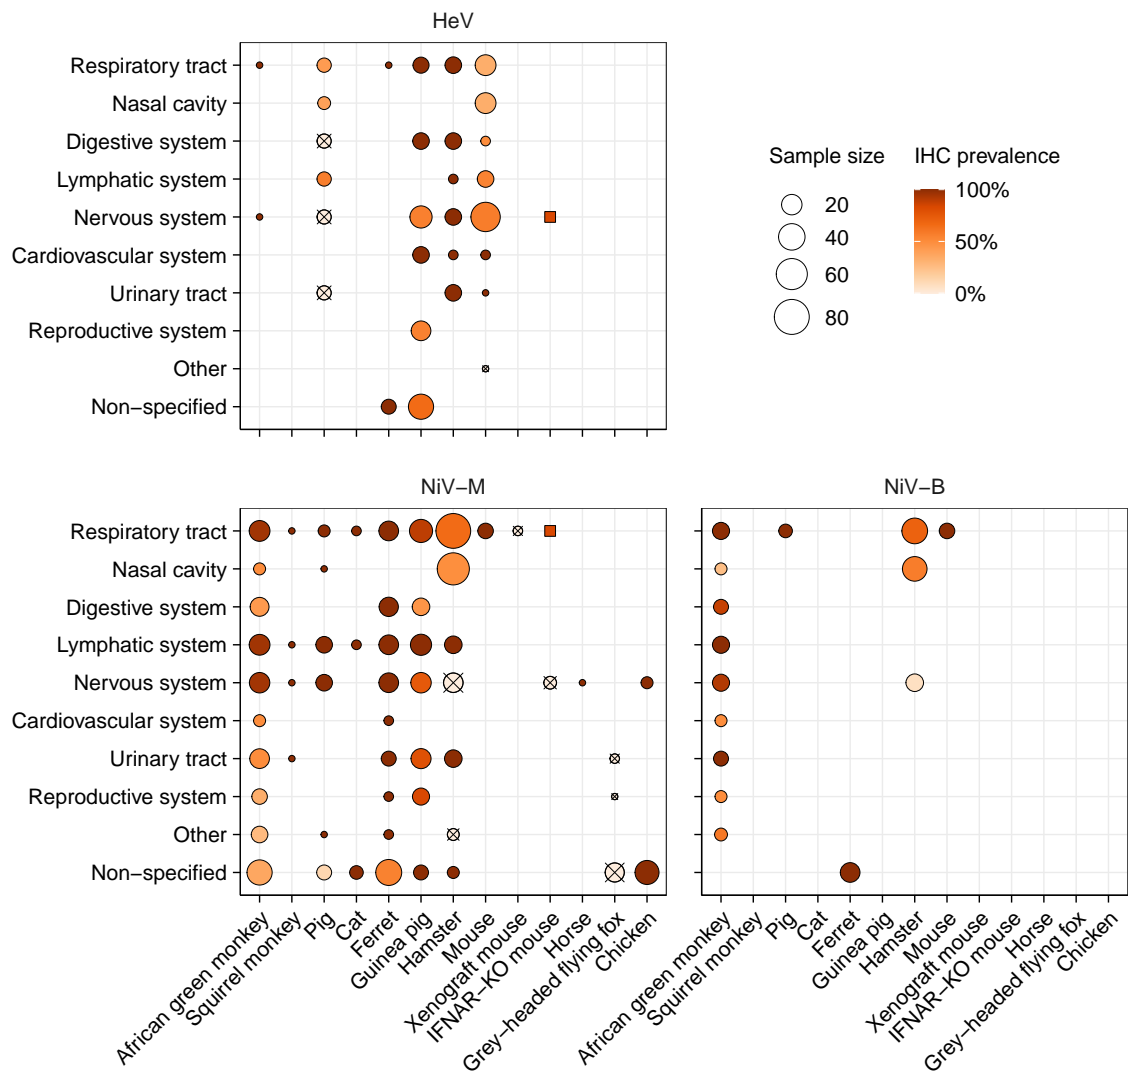 HeV
Respiratory tract
Nasal cavity
Digestive system
Lymphatic system
Nervous system
Cardiovascular system
Urinary tract
Reproductive system
Other
Non−specified
Sample size
20
40
60
80
IHC prevalence
100%
50%
0%
NiV−M
Respiratory tract
Nasal cavity
Digestive system
Lymphatic system
Nervous system
Cardiovascular system
Urinary tract
Reproductive system
Other
Non−specified
African green monkey
Squirrel monkey
Pig
Cat
Ferret
Guinea pig
Hamster
Mouse
Xenograft mouse
IFNAR−KO mouse
Horse
Grey−headed flying fox
Chicken
NiV−B
African green monkey
Squirrel monkey
Pig
Cat
Ferret
Guinea pig
Hamster
Mouse
Xenograft mouse
IFNAR−KO mouse
Horse
Grey−headed flying fox
Chicken